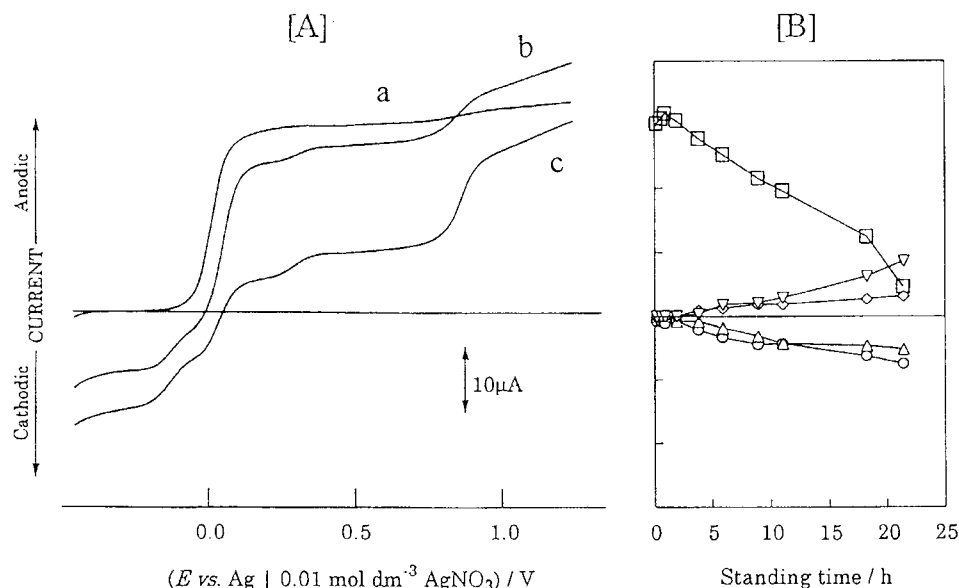 [A]
[B]
a
b
c
Cathodic
CURRENT
Anodic
10μA
0.0 0.5 1.0
0 5 10 15 20 25
(E vs. Ag | 0.01 mol dm⁻³ AgNO₃) / V
Standing time / h